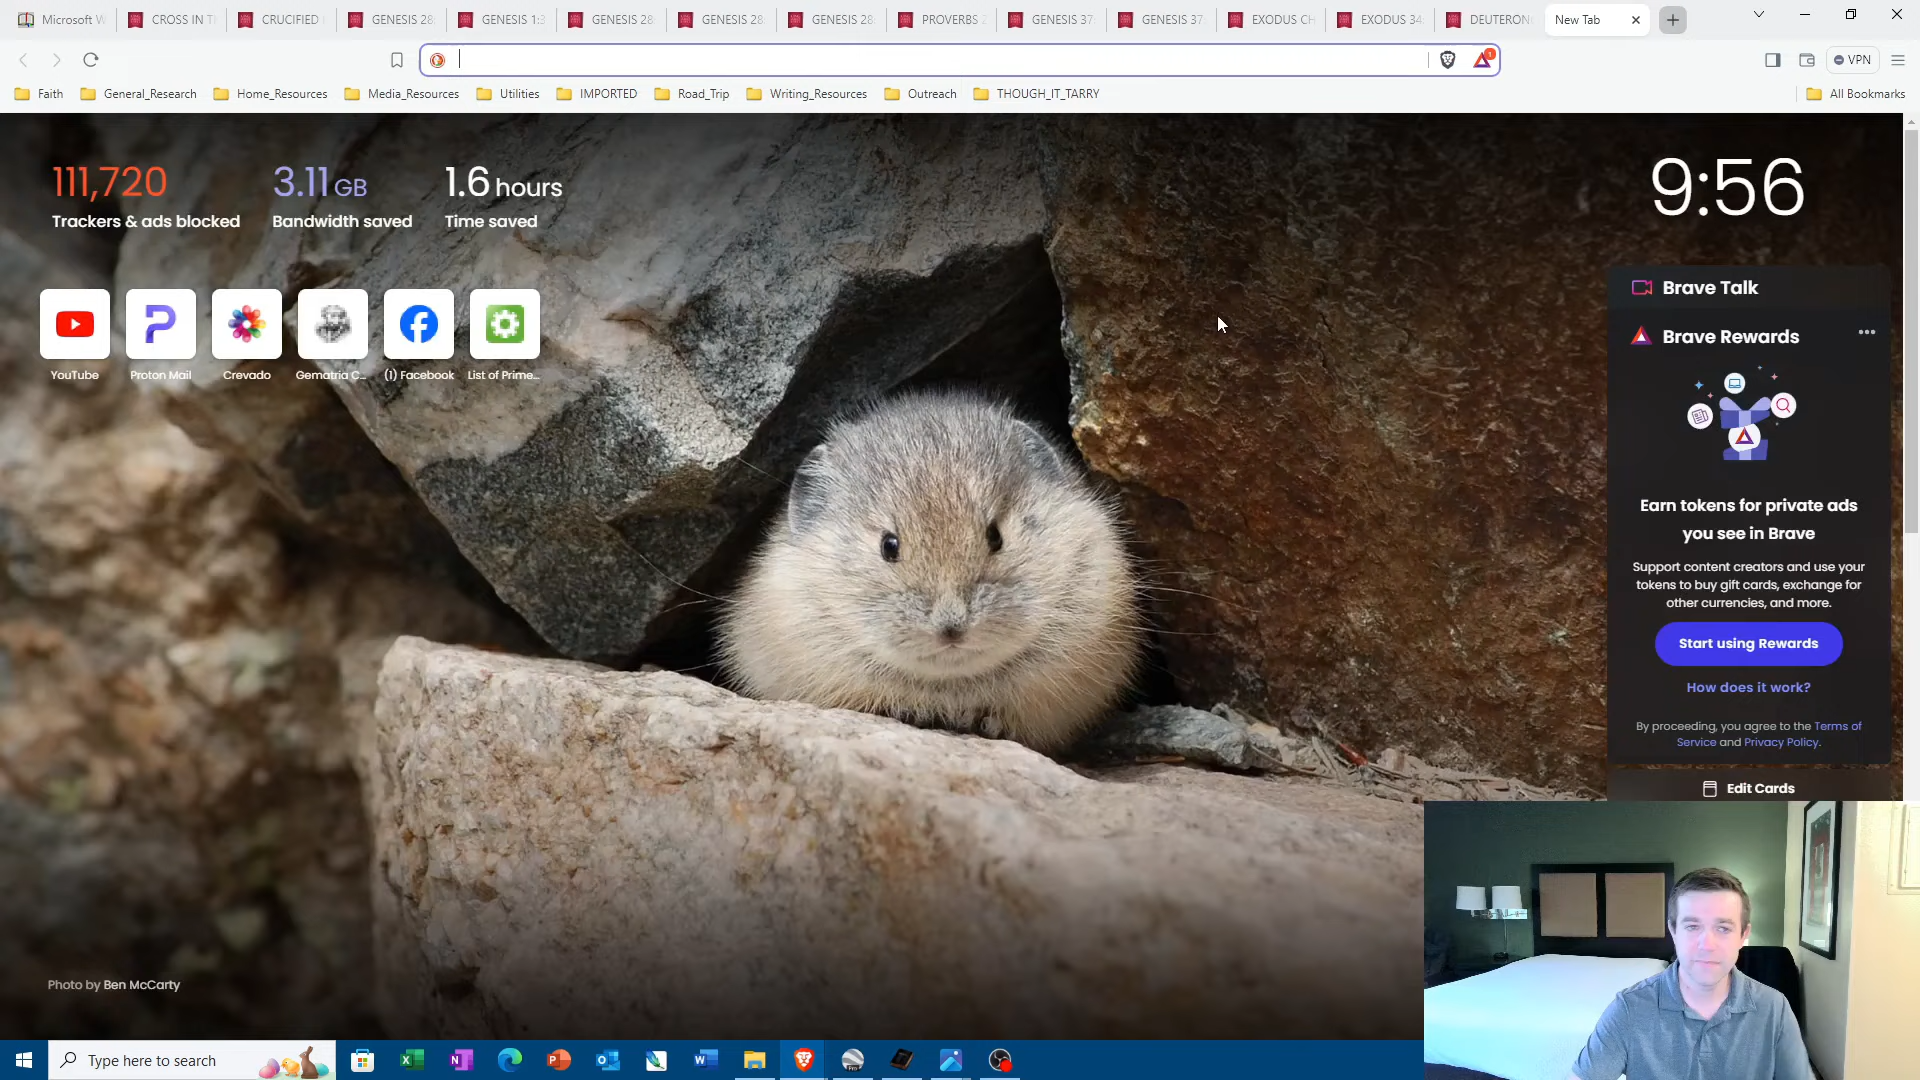 Microsoft W
CROSS IN T
CRUCIFIED
GENESIS 28:
GENESIS 1:3
GENESIS 28:
GENESIS 28:
GENESIS 28:
PROVERBS 2
GENESIS 37:
GENESIS 37:
EXODUS CH
EXODUS 34:
DEUTERON
New Tab
1
VPN
Faith
General_Research
Home_Resources
Media_Resources
Utilities
IMPORTED
Road_Trip
Writing_Resources
Outreach
THOUGH_IT_TARRY
All Bookmarks
111,720
Trackers & ads blocked
3.11 GB
Bandwidth saved
1.6 hours
Time saved
9:56
YouTube
Proton Mail
Crevado
Gematria C...
(1) Facebook
List of Prime...
Brave Talk
Brave Rewards
Earn tokens for private ads
you see in Brave
Support content creators and use your
tokens to buy gift cards, exchange for
other currencies, and more.
Start using Rewards
How does it work?
By proceeding, you agree to the Terms of
Service and Privacy Policy.
Edit Cards
Photo by Ben McCarty
Type here to search